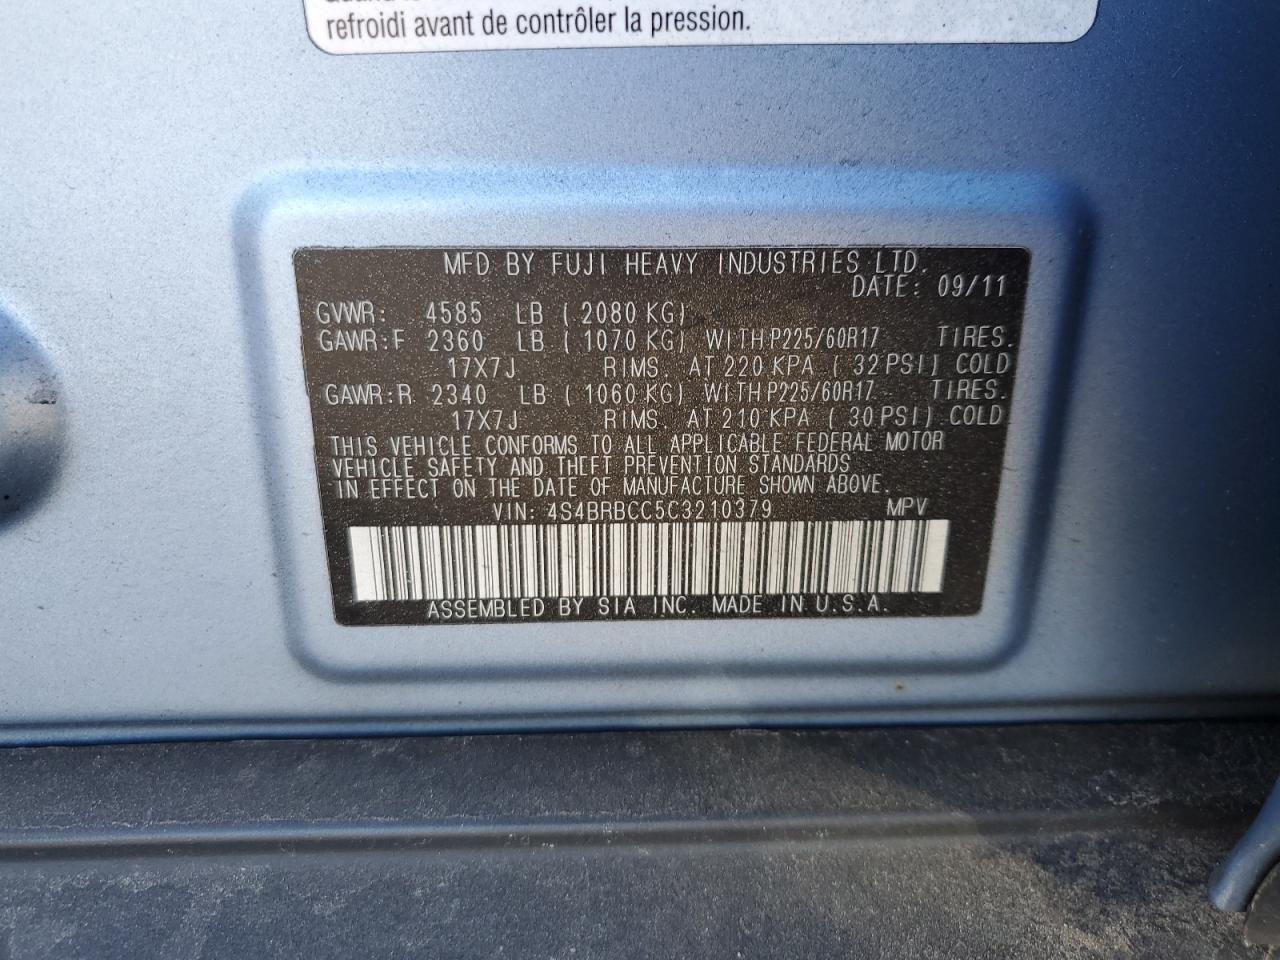 refroidi avant de contrôler la pression.
MFD BY FUJI HEAVY INDUSTRIES LTD.
DATE: 09/11
GVWR: 4585 LB ( 2080 KG)
GAWR:F 2360 LB ( 1070 KG) WITH P225/60R17 TIRES.
17X7J RIMS. AT 220 KPA ( 32 PSI) COLD
GAWR:R 2340 LB ( 1060 KG) WITH P225/60R17 TIRES.
17X7J RIMS. AT 210 KPA ( 30 PSI) COLD
THIS VEHICLE CONFORMS TO ALL APPLICABLE FEDERAL MOTOR
VEHICLE SAFETY AND THEFT PREVENTION STANDARDS
IN EFFECT ON THE DATE OF MANUFACTURE SHOWN ABOVE.
VIN: 4S4BRBCC5C3210379 MPV
ASSEMBLED BY SIA INC. MADE IN U.S.A.